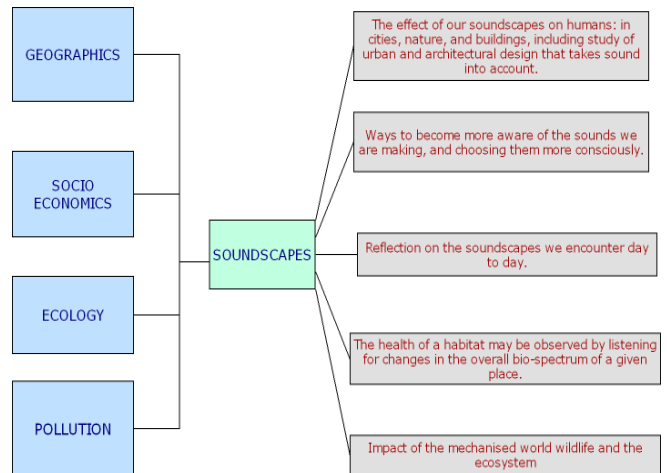 GEOGRAPHICS
SOCIO
ECONOMICS
ECOLOGY
POLLUTION
SOUNDSCAPES
The effect of our soundscapes on humans: in
cities, nature, and buildings, including study of
urban and architectural design that takes sound
into account.
Ways to become more aware of the sounds we
are making, and choosing them more consciously.
Reflection on the soundscapes we encounter day
to day.
The health of a habitat may be observed by listening
for changes in the overall bio-spectrum of a given
place.
Impact of the mechanised world wildlife and the
ecosystem